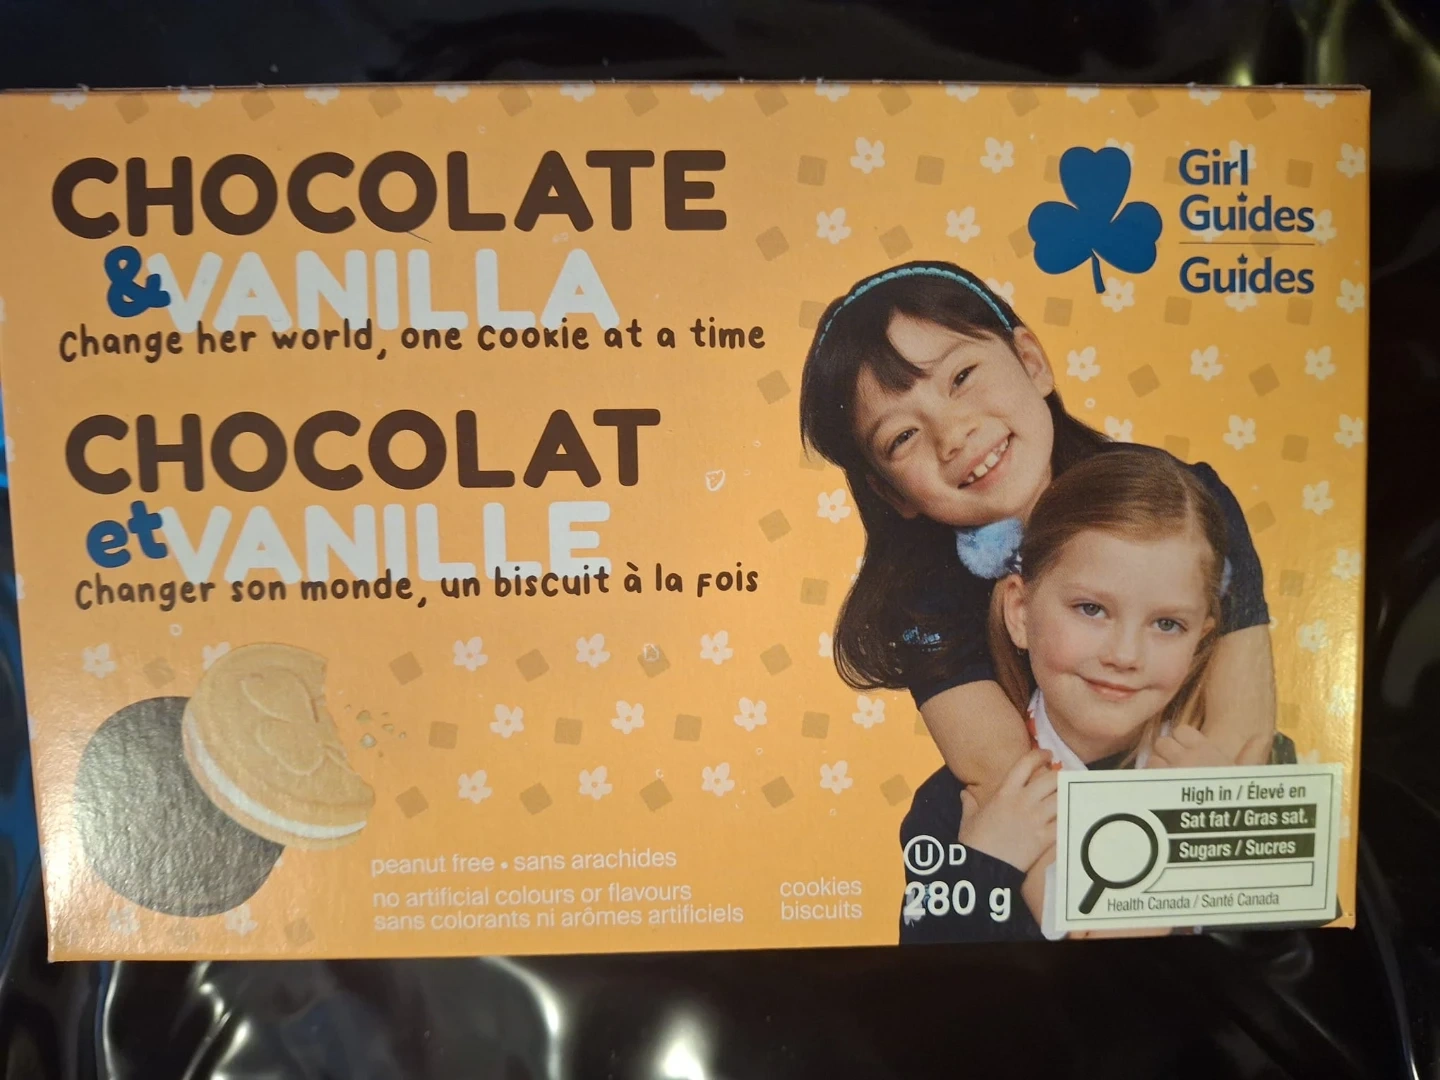 CHOCOLATE
&VANILLA
Change her world, one cookie at a time
CHOCOLAT
et VANILLE
Changer son monde, un biscuit à la fois
Girl
Guides
Guides
peanut free • sans arachides
no artificial colours or flavours
sans colorants ni arômes artificiels
cookies
biscuits
U D
280 g
High in / Élevé en
Sat fat / Gras sat.
Sugars / Sucres
Health Canada / Santé Canada